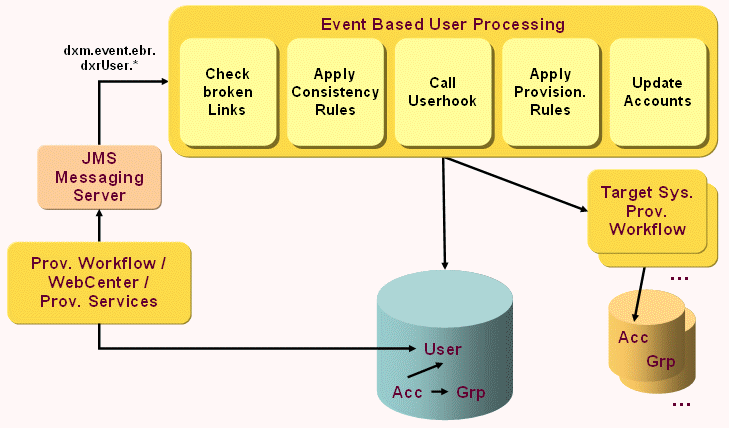 Event Based User Processing
dxm.event.ebr.
dxrUser.*
Check
broken
Links
Apply
Consistency
Rules
Call
Userhook
Apply
Provision.
Rules
Update
Accounts
JMS
Messaging
Server
Target Sys.
Prov.
Workflow
...
Prov. Workflow /
WebCenter /
Prov. Services
User
Acc
Grp
Acc
Grp
...